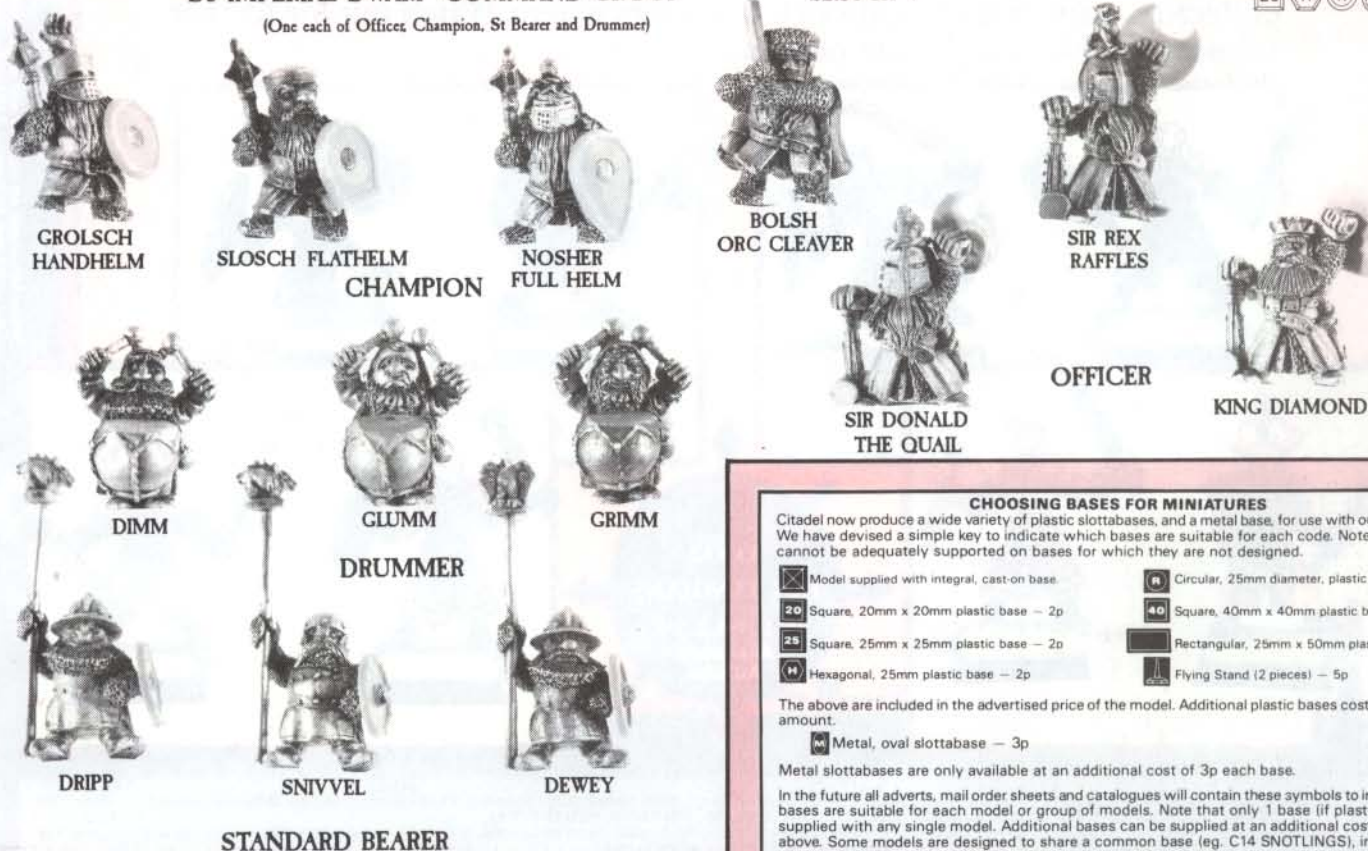 (One each of Officer, Champion, St Bearer and Drummer)
GROLSCH
HANDHELM
SLOSCH FLATHELM
NOSHER
FULL HELM
CHAMPION
BOLSH
ORC CLEAVER
SIR REX
RAFFLES
SIR DONALD
THE QUAIL
OFFICER
KING DIAMOND
DIMM
GLUMM
GRIMM
DRUMMER
DRIPP
SNIVVEL
DEWEY
STANDARD BEARER
CHOOSING BASES FOR MINIATURES
Citadel now produce a wide variety of plastic slottabases, and a metal base, for use with
We have devised a simple key to indicate which bases are suitable for each code. Note
cannot be adequately supported on bases for which they are not designed.
Model supplied with integral, cast-on base.
20 Square, 20mm x 20mm plastic base — 2p
25 Square, 25mm x 25mm plastic base — 2p
H Hexagonal, 25mm plastic base — 2p
R Circular, 25mm diameter, plastic
40 Square, 40mm x 40mm plastic
Rectangular, 25mm x 50mm
Flying Stand (2 pieces) — 5p
The above are included in the advertised price of the model. Additional plastic bases cost
amount.
M Metal, oval slottabase — 3p
Metal slottabases are only available at an additional cost of 3p each base.
In the future all adverts, mail order sheets and catalogues will contain these symbols to
bases are suitable for each model or group of models. Note that only 1 base (if
supplied with any single model. Additional bases can be supplied at an additional
above. Some models are designed to share a common base (eg. C14 SNOTLINGS),